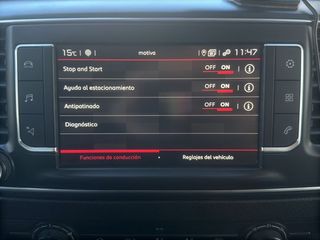 15°C motiva 11:47
Stop and Start OFF ON
Ayuda al estacionamiento OFF ON
Antipatinado OFF ON
Diagnóstico
Funciones de conducción Reglajes del vehículo